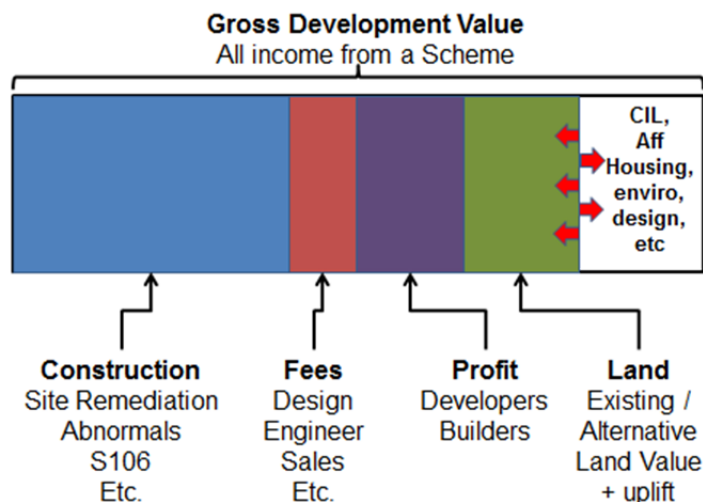 Gross Development Value
All income from a Scheme
CIL,
Aff
Housing,
enviro,
design,
etc
Construction
Site Remediation
Abnormals
S106
Etc.
Fees
Design
Engineer
Sales
Etc.
Profit
Developers
Builders
Land
Existing /
Alternative
Land Value
+ uplift